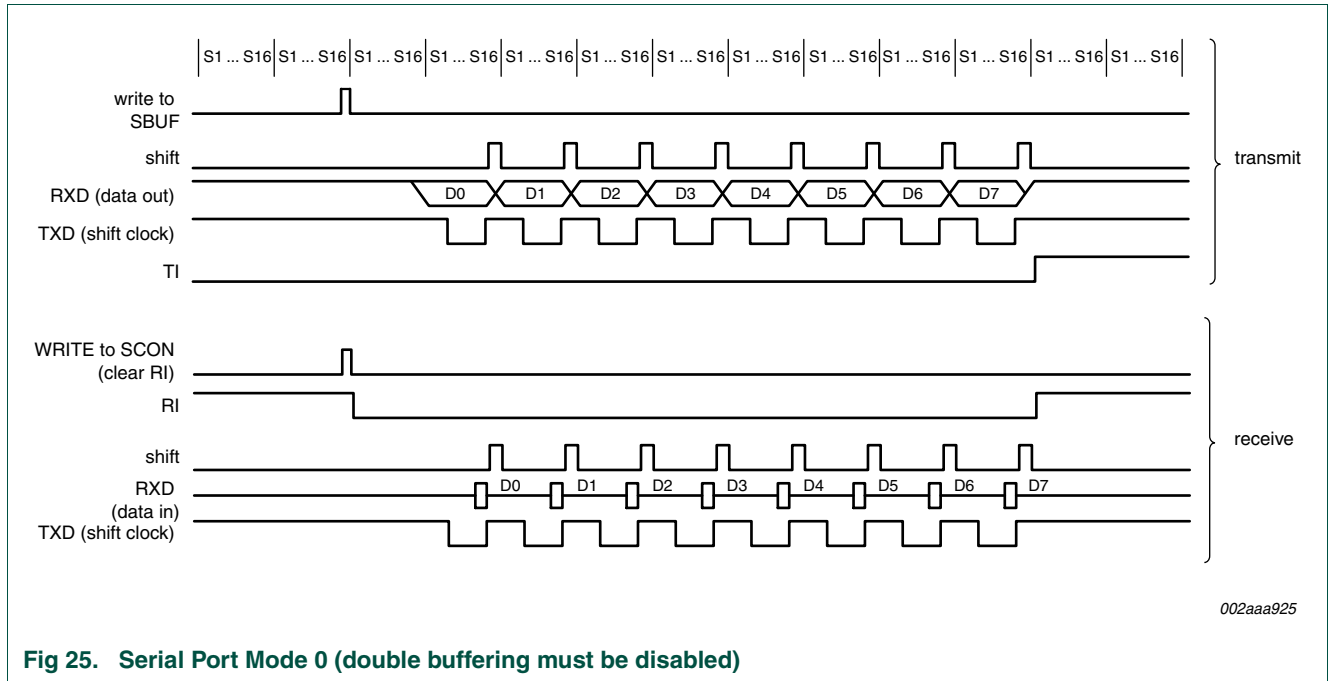 S1 ... S16 S1 ... S16 S1 ... S16 S1 ... S16 S1 ... S16 S1 ... S16 S1 ... S16 S1 ... S16 S1 ... S16 S1 ... S16 S1 ... S16 S1 ... S16 S1 ... S16
write to
SBUF
shift
transmit
RXD (data out)
D0 D1 D2 D3 D4 D5 D6 D7
TXD (shift clock)
TI
WRITE to SCON
(clear RI)
RI
receive
shift
RXD
(data in)
D0 D1 D2 D3 D4 D5 D6 D7
TXD (shift clock)
002aaa925
Fig 25. Serial Port Mode 0 (double buffering must be disabled)